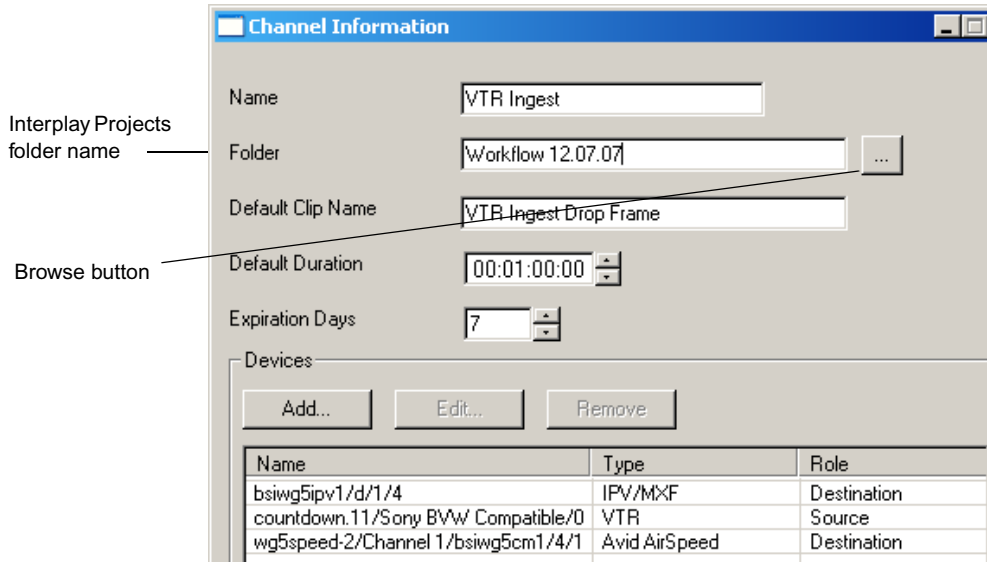 Channel Information
Name
VTR Ingest
Interplay Projects
folder name
Folder
Workflow 12.07.07
...
Default Clip Name
VTR Ingest Drop Frame
Browse button
Default Duration
00:01:00:00
Expiration Days
7
Devices
Add...
Edit...
Remove
Name Type Role
bsiwg5ipv1/d/1/4 IPV/MXF Destination
countdown.11/Sony BVW Compatible/0 VTR Source
wg5speed-2/Channel 1/bsiwg5cm1/4/1 Avid AirSpeed Destination